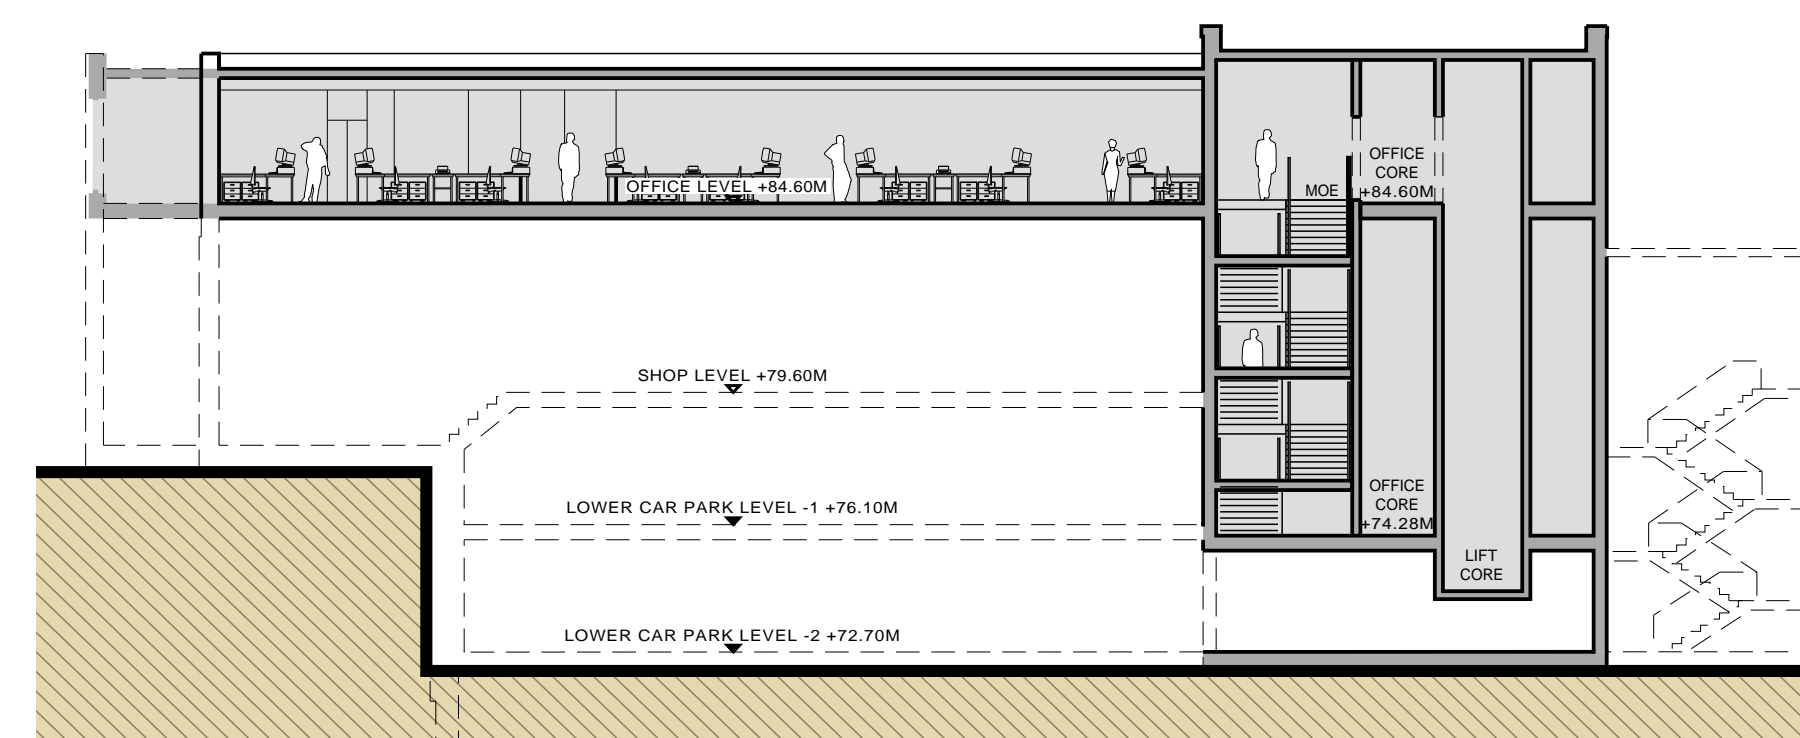 OFFICE
CORE
+84.60M
OFFICE LEVEL +84.60M
MOE
SHOP LEVEL +79.60M
OFFICE
CORE
+74.28M
LOWER CAR PARK LEVEL -1 +76.10M
LIFT
CORE
LOWER CAR PARK LEVEL -2 +72.70M